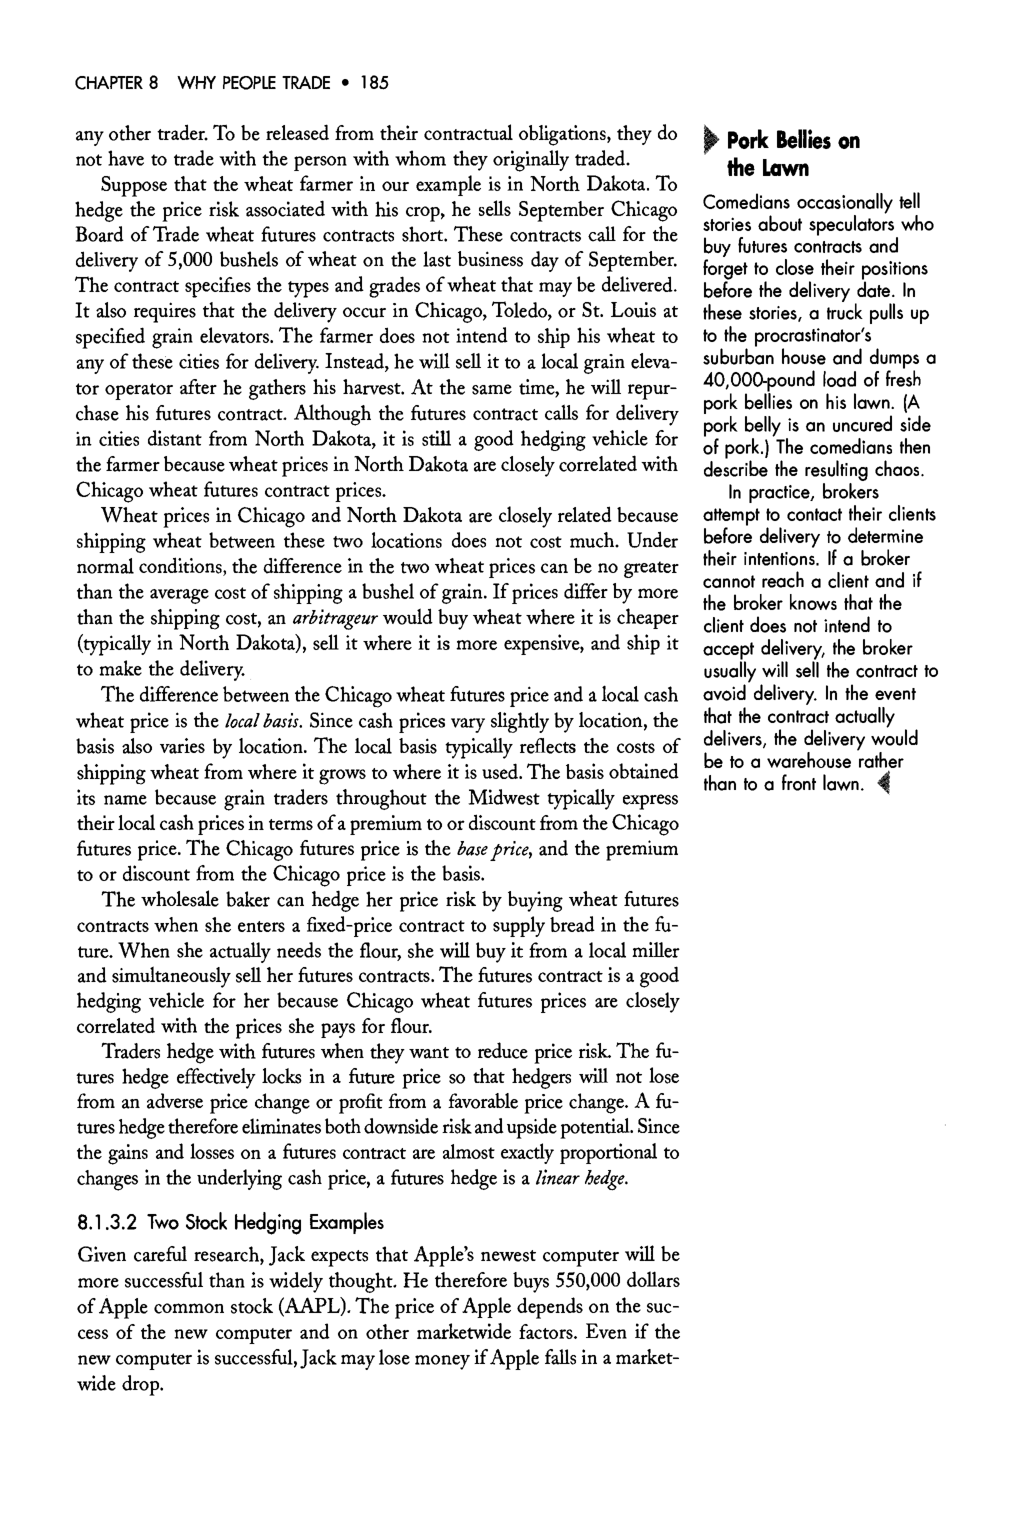 CHAPTER 8 WHY PEOPLE TRADE • 185
any other trader. To be released from their contractual obligations, they do
not have to trade with the person with whom they originally traded.
Suppose that the wheat farmer in our example is in North Dakota. To
hedge the price risk associated with his crop, he sells September Chicago
Board of Trade wheat futures contracts short. These contracts call for the
delivery of 5,000 bushels of wheat on the last business day of September.
The contract specifies the types and grades of wheat that may be delivered.
It also requires that the delivery occur in Chicago, Toledo, or St. Louis at
specified grain elevators. The farmer does not intend to ship his wheat to
any of these cities for delivery. Instead, he will sell it to a local grain eleva-
tor operator after he gathers his harvest. At the same time, he will repur-
chase his futures contract. Although the futures contract calls for delivery
in cities distant from North Dakota, it is still a good hedging vehicle for
the farmer because wheat prices in North Dakota are closely correlated with
Chicago wheat futures contract prices.
Wheat prices in Chicago and North Dakota are closely related because
shipping wheat between these two locations does not cost much. Under
normal conditions, the difference in the two wheat prices can be no greater
than the average cost of shipping a bushel of grain. If prices differ by more
than the shipping cost, an arbitrageur would buy wheat where it is cheaper
(typically in North Dakota), sell it where it is more expensive, and ship it
to make the delivery.
The difference between the Chicago wheat futures price and a local cash
wheat price is the local basis. Since cash prices vary slightly by location, the
basis also varies by location. The local basis typically reflects the costs of
shipping wheat from where it grows to where it is used. The basis obtained
its name because grain traders throughout the Midwest typically express
their local cash prices in terms of a premium to or discount from the Chicago
futures price. The Chicago futures price is the base price, and the premium
to or discount from the Chicago price is the basis.
The wholesale baker can hedge her price risk by buying wheat futures
contracts when she enters a fixed-price contract to supply bread in the fu-
ture. When she actually needs the flour, she will buy it from a local miller
and simultaneously sell her futures contracts. The futures contract is a good
hedging vehicle for her because Chicago wheat futures prices are closely
correlated with the prices she pays for flour.
Traders hedge with futures when they want to reduce price risk. The fu-
tures hedge effectively locks in a future price so that hedgers will not lose
from an adverse price change or profit from a favorable price change. A fu-
tures hedge therefore eliminates both downside risk and upside potential. Since
the gains and losses on a futures contract are almost exactly proportional to
changes in the underlying cash price, a futures hedge is a linear hedge.
8.1.3.2 Two Stock Hedging Examples
Given careful research, Jack expects that Apple's newest computer will be
more successful than is widely thought. He therefore buys 550,000 dollars
of Apple common stock (AAPL). The price of Apple depends on the suc-
cess of the new computer and on other marketwide factors. Even if the
new computer is successful, Jack may lose money if Apple falls in a market-
wide drop.
Pork Bellies on
the Lawn
Comedians occasionally tell
stories about speculators who
buy futures contracts and
forget to close their positions
before the delivery date. In
these stories, a truck pulls up
to the procrastinator's
suburban house and dumps a
40,000-pound load of fresh
pork bellies on his lawn. (A
pork belly is an uncured side
of pork.) The comedians then
describe the resulting chaos.
In practice, brokers
attempt to contact their clients
before delivery to determine
their intentions. If a broker
cannot reach a client and if
the broker knows that the
client does not intend to
accept delivery, the broker
usually will sell the contract to
avoid delivery. In the event
that the contract actually
delivers, the delivery would
be to a warehouse rather
than to a front lawn.